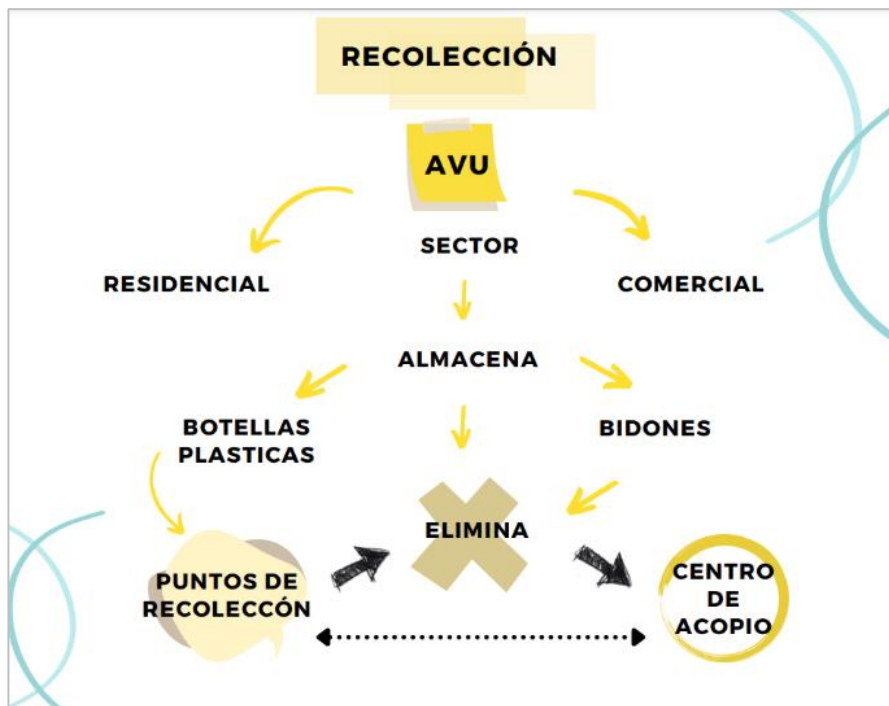 RECOLECCIÓN
AVU
SECTOR
RESIDENCIAL
COMERCIAL
ALMACENA
BOTELLAS
PLASTICAS
BIDONES
ELIMINA
PUNTOS DE
RECOLECCÓN
CENTRO
DE
ACOPIO